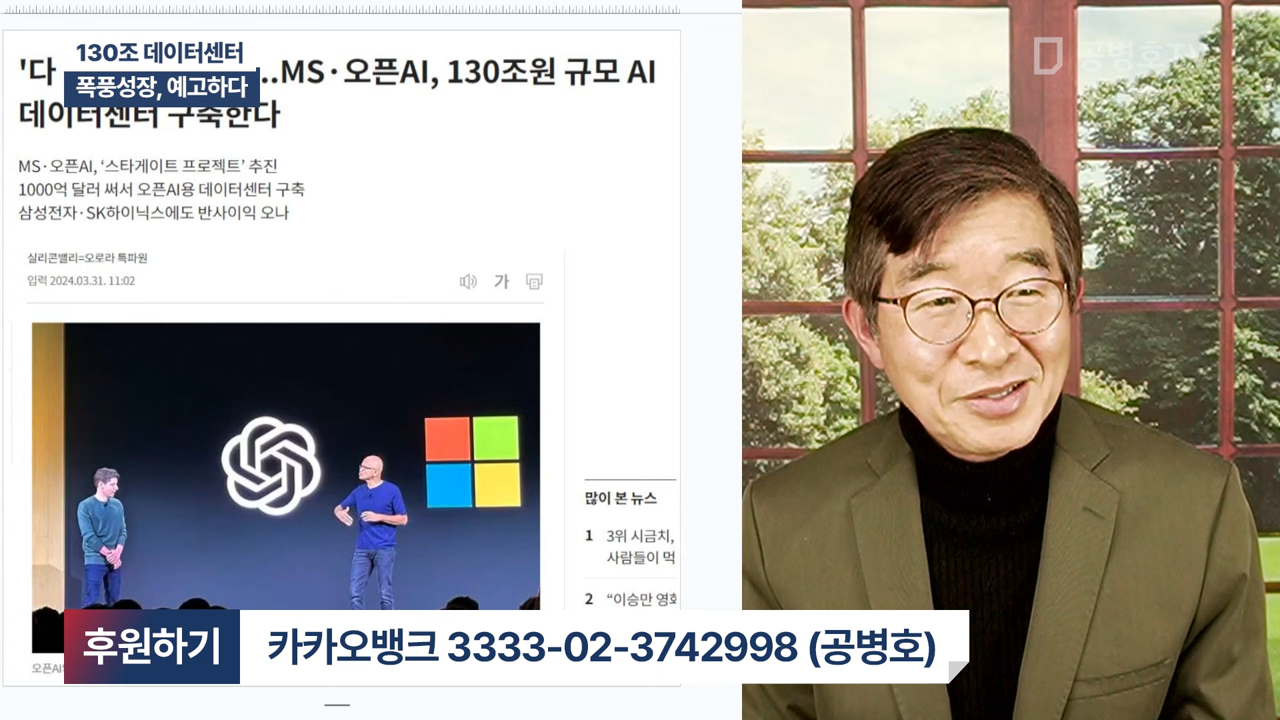 130조 데이터센터
폭풍성장, 예고하다
'다 ...MS·오픈AI, 130조원 규모 AI
데이터센터 구축한다
MS·오픈AI, ‘스타게이트 프로젝트’ 추진
1000억 달러 써서 오픈AI용 데이터센터 구축
삼성전자·SK하이닉스에도 반사이익 오나
실리콘밸리=오로라 특파원
입력 2024.03.31. 11:02
가
많이 본 뉴스
1 3위 시금치,
사람들이 먹
2 “이승만 영화
오픈AI
후원하기
카카오뱅크 3333-02-3742998 (공병호)
공병호TV